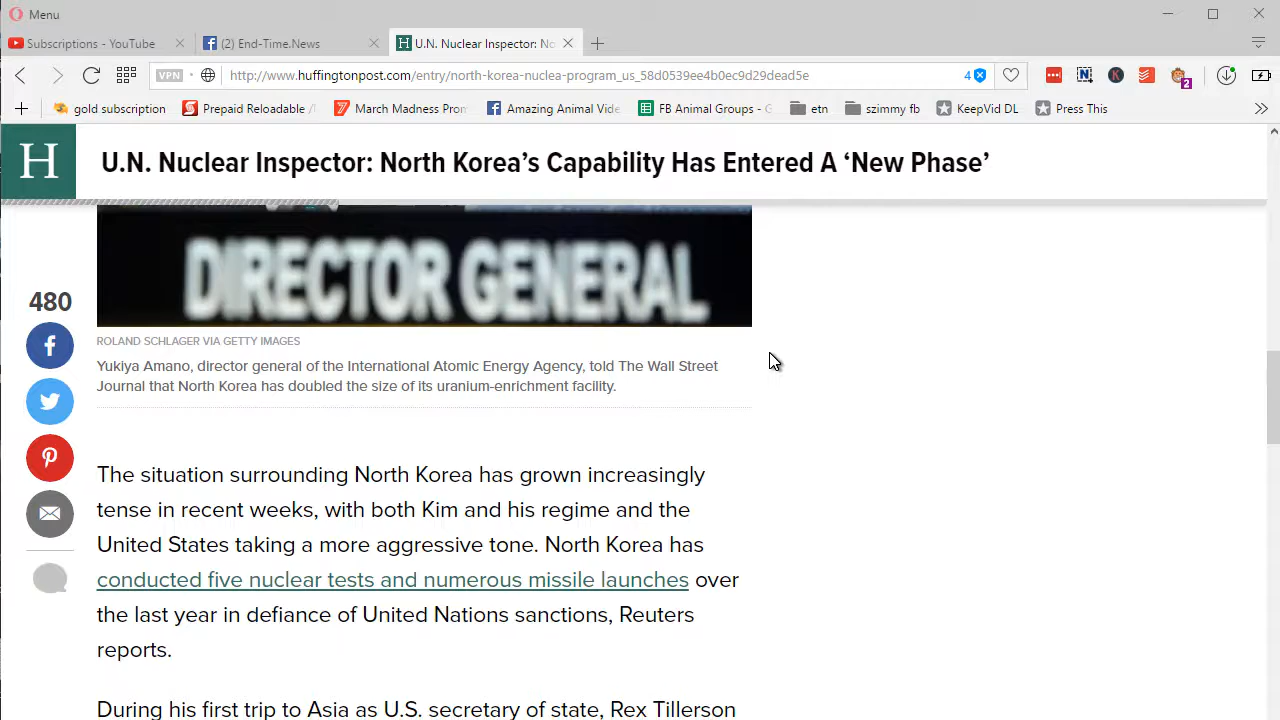 Menu
Subscriptions - YouTube
(2) End-Time.News
U.N. Nuclear Inspector: No
VPN
http://www.huffingtonpost.com/entry/north-korea-nuclea-program_us_58d0539ee4b0ec9d29dead5e
4
2
gold subscription
Prepaid Reloadable /
March Madness Pron
Amazing Animal Vide
FB Animal Groups - G
etn
szimmy fb
KeepVid DL
Press This
H
U.N. Nuclear Inspector: North Korea's Capability Has Entered A ‘New Phase’
DIRECTOR GENERAL
480
ROLAND SCHLAGER VIA GETTY IMAGES
Yukiya Amano, director general of the International Atomic Energy Agency, told The Wall Street
Journal that North Korea has doubled the size of its uranium-enrichment facility.
The situation surrounding North Korea has grown increasingly
tense in recent weeks, with both Kim and his regime and the
United States taking a more aggressive tone. North Korea has
conducted five nuclear tests and numerous missile launches over
the last year in defiance of United Nations sanctions, Reuters
reports.
During his first trip to Asia as U.S. secretary of state, Rex Tillerson